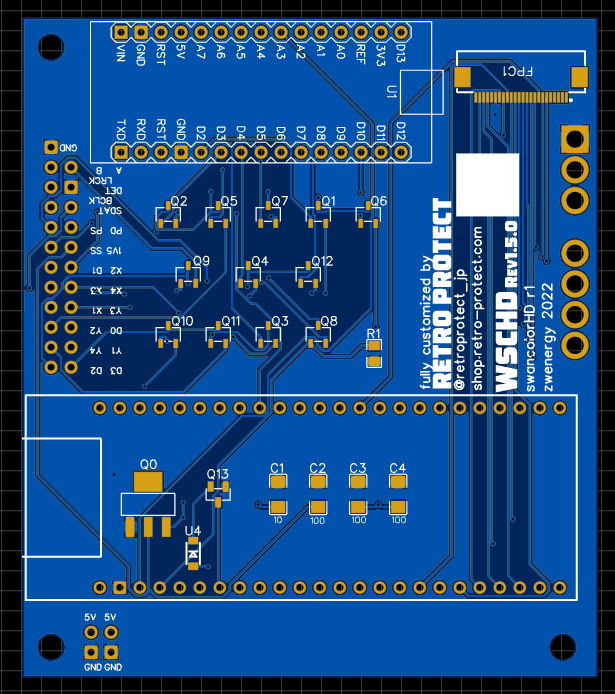 VIN GND RST 5V A7 A6 A5 A4 A3 A2 A1 A0 REF 3V3 D13
FPC1
U1
TXD RXD RST GND D2 D3 D4 D5 D6 D7 D8 D9 D10 D11 D12
GND
A
B
LRCK
DET
BCLK
SDAT
P0
PS
1V5
SS
X2
D1
X4
X3
Y3
X1
D0
Y2
Y1
Y4
D3
D2
Q2 Q5 Q7 Q1 Q6
Q9 Q4 Q12
Q10 Q11 Q3 Q8
R1
fully customized by
RETRO PROTECT
@retroprotect_jp
shop.retro-protect.com
WSCHD Rev1.5.0
swancolorHD r1
zwenergy 2022
Q0
Q13
C1 C2 C3 C4
10 100 100 100
U4
5V 5V
GND GND